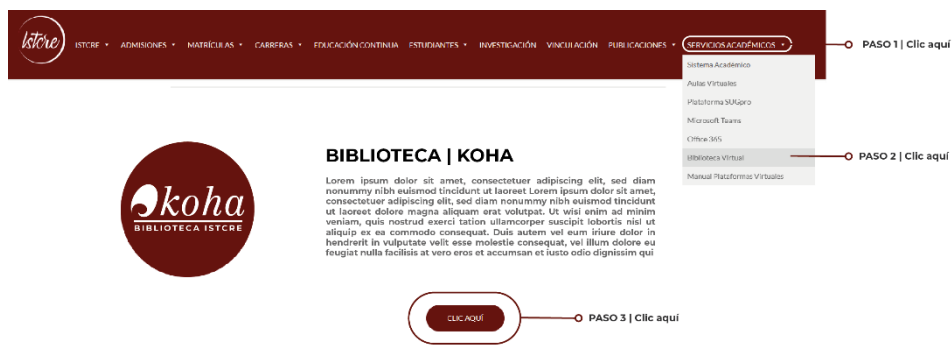 Istcre
ISTCRE ADMISIONES MATRÍCULAS CARRERAS EDUCACIÓN CONTINUA ESTUDIANTES INVESTIGACIÓN VINCULACIÓN PUBLICACIONES SERVICIOS ACADÉMICOS
PASO 1 | Clic aquí
Sistema Académico
Aulas Virtuales
Plataforma SUGpro
Microsoft Teams
Office 365
Biblioteca Virtual
PASO 2 | Clic aquí
Manual Plataformas Virtuales
koha
BIBLIOTECA ISTCRE
BIBLIOTECA | KOHA
Lorem ipsum dolor sit amet, consectetuer adipiscing elit, sed diam
nonummy nibh euismod tincidunt ut laoreet Lorem ipsum dolor sit amet,
consectetuer adipiscing elit, sed diam nonummy nibh euismod tincidunt
ut laoreet dolore magna aliquam erat volutpat. Ut wisi enim ad minim
veniam, quis nostrud exerci tation ullamcorper suscipit lobortis nisl ut
aliquip ex ea commodo consequat. Duis autem vel eum iriure dolor in
hendrerit in vulputate velit esse molestie consequat, vel illum dolore eu
feugiat nulla facilisis at vero eros et accumsan et iusto odio dignissim qui
CLIC AQUÍ
PASO 3 | Clic aquí